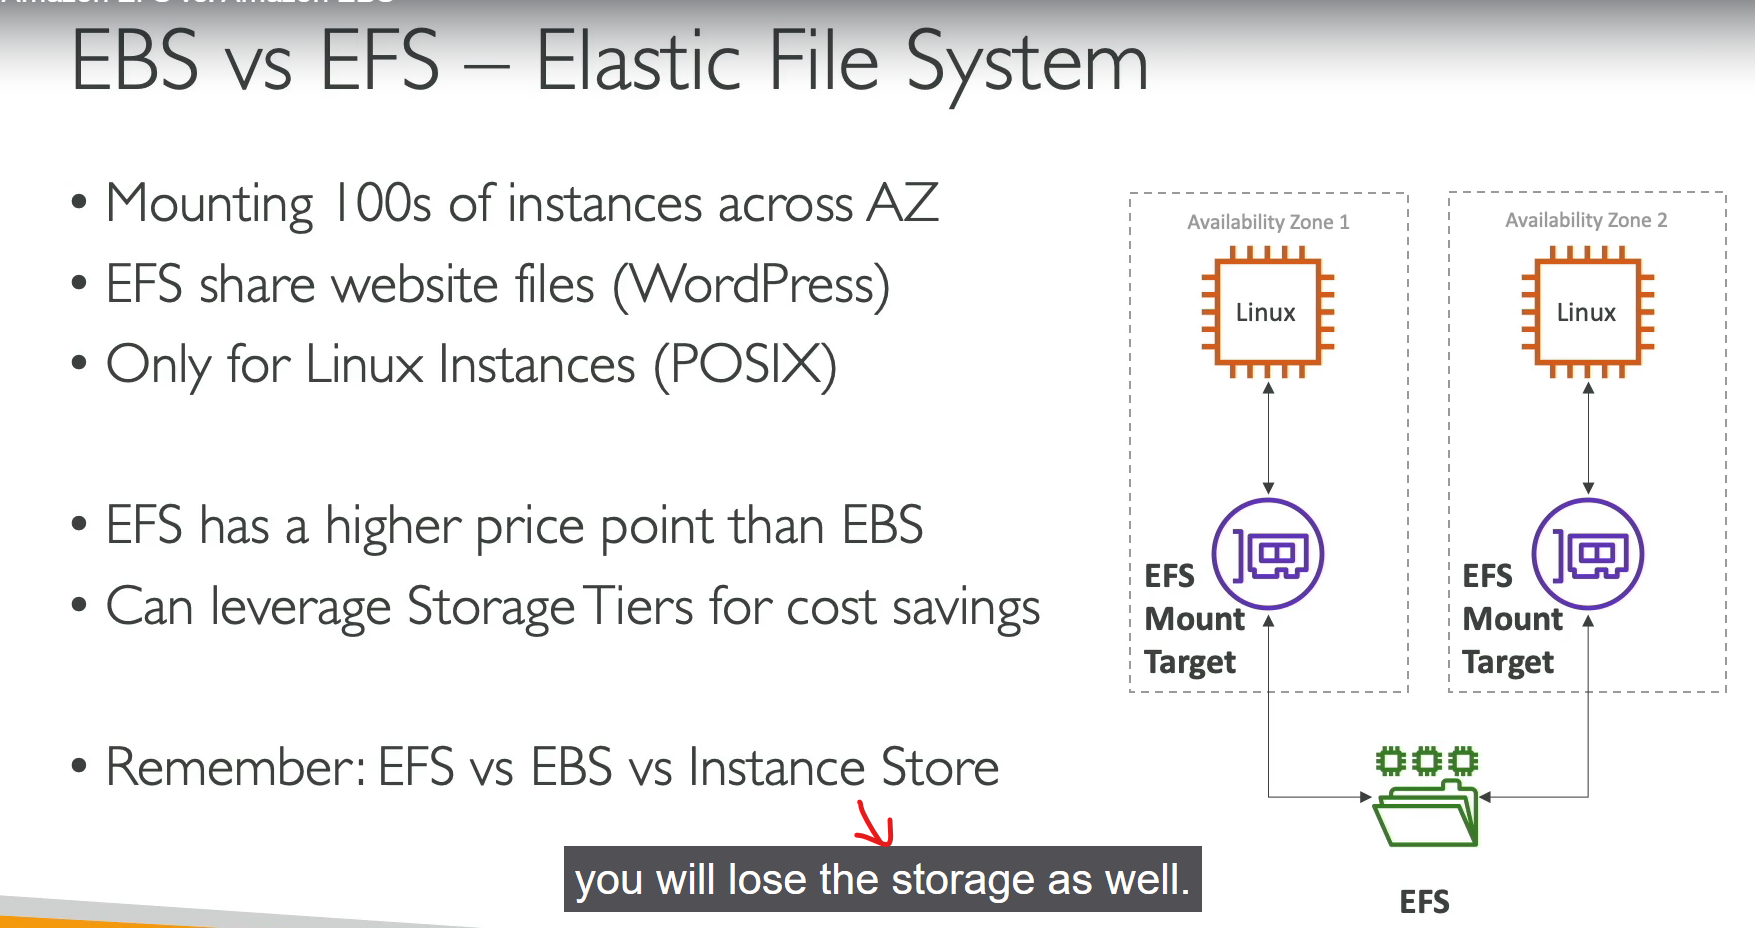 EBS vs EFS – Elastic File System
• Mounting 100s of instances across AZ
• EFS share website files (WordPress)
• Only for Linux Instances (POSIX)
• EFS has a higher price point than EBS
• Can leverage Storage Tiers for cost savings
• Remember: EFS vs EBS vs Instance Store
you will lose the storage as well.
Availability Zone 1
Linux
EFS
Mount
Target
Availability Zone 2
Linux
EFS
Mount
Target
EFS